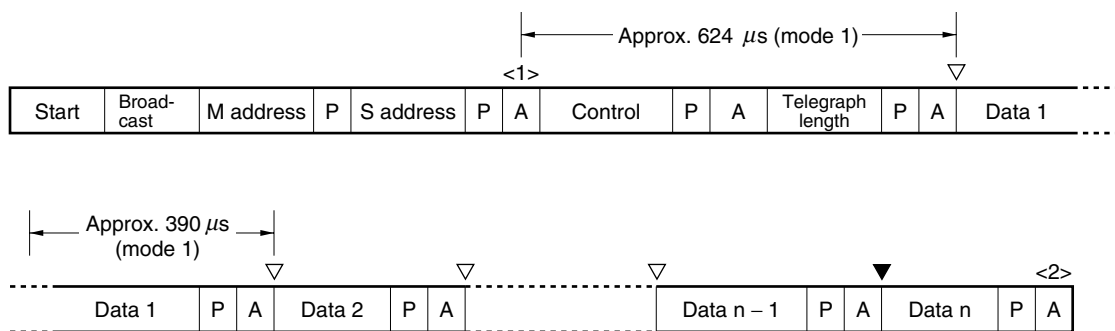 Approx. 624 μs (mode 1)
<1>
Start Broad-
cast M address P S address P A Control P A Telegraph
length P A Data 1
Approx. 390 μs
(mode 1)
<2>
Data 1 P A Data 2 P A Data n – 1 P A Data n P A